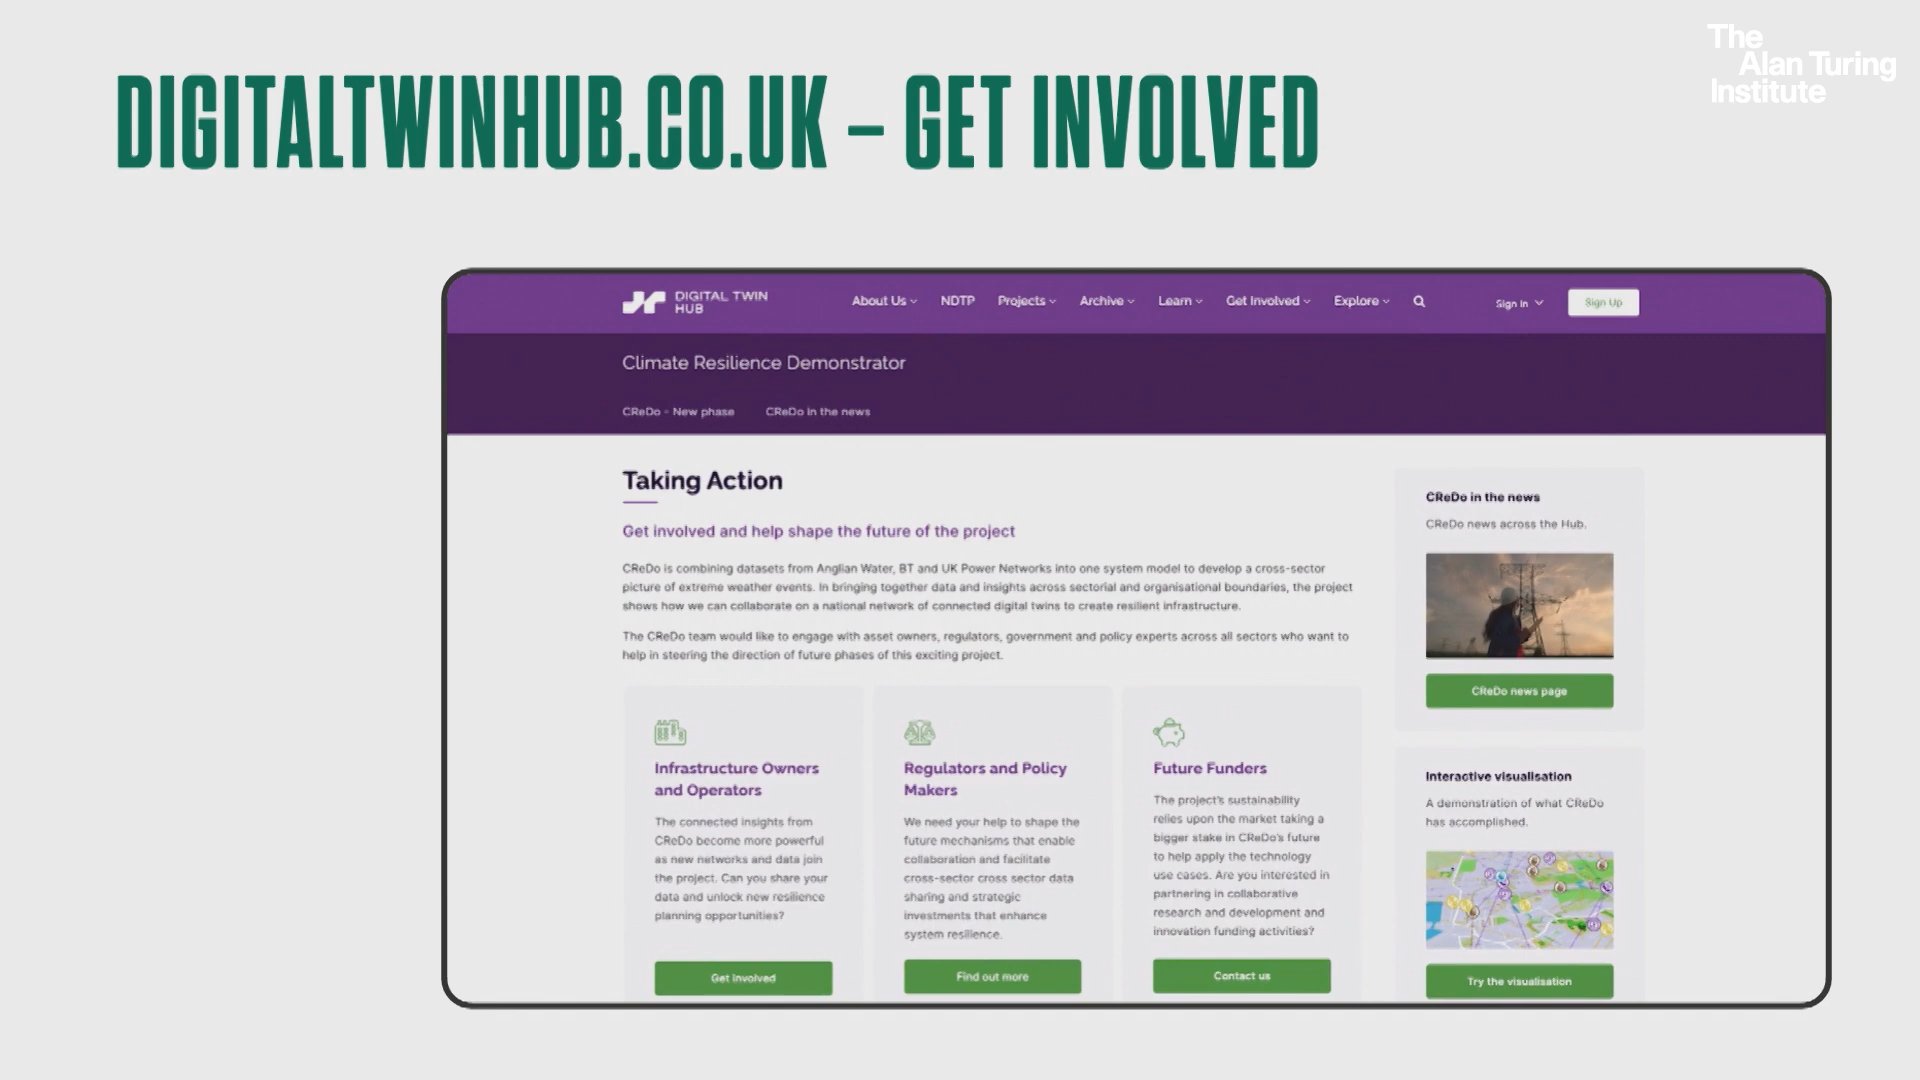 The
Alan Turing
Institute
DIGITALTWINHUB.CO.UK – GET INVOLVED
DIGITAL TWIN
HUB
About Us
NDTP
Projects
Archive
Learn
Get Involved
Explore
Sign In
Sign Up
Climate Resilience Demonstrator
CReDo - New phase
CReDo in the news
Taking Action
Get involved and help shape the future of the project
CReDo is combining datasets from Anglian Water, BT and UK Power Networks into one system model to develop a cross-sector
picture of extreme weather events. In bringing together data and insights across sectorial and organisational boundaries, the project
shows how we can collaborate on a national network of connected digital twins to create resilient infrastructure.
The CReDo team would like to engage with asset owners, regulators, government and policy experts across all sectors who want to
help in steering the direction of future phases of this exciting project.
Infrastructure Owners
and Operators
The connected insights from
CReDo become more powerful
as new networks and data join
the project. Can you share your
data and unlock new resilience
planning opportunities?
Get Involved
Regulators and Policy
Makers
We need your help to shape the
future mechanisms that enable
collaboration and facilitate
cross-sector cross sector data
sharing and strategic
investments that enhance
system resilience.
Find out more
Future Funders
The project's sustainability
relies upon the market taking a
bigger stake in CReDo's future
to help apply the technology
use cases. Are you interested in
partnering in collaborative
research and development and
innovation funding activities?
Contact us
CReDo in the news
CReDo news across the Hub.
CReDo news page
Interactive visualisation
A demonstration of what CReDo
has accomplished.
Try the visualisation